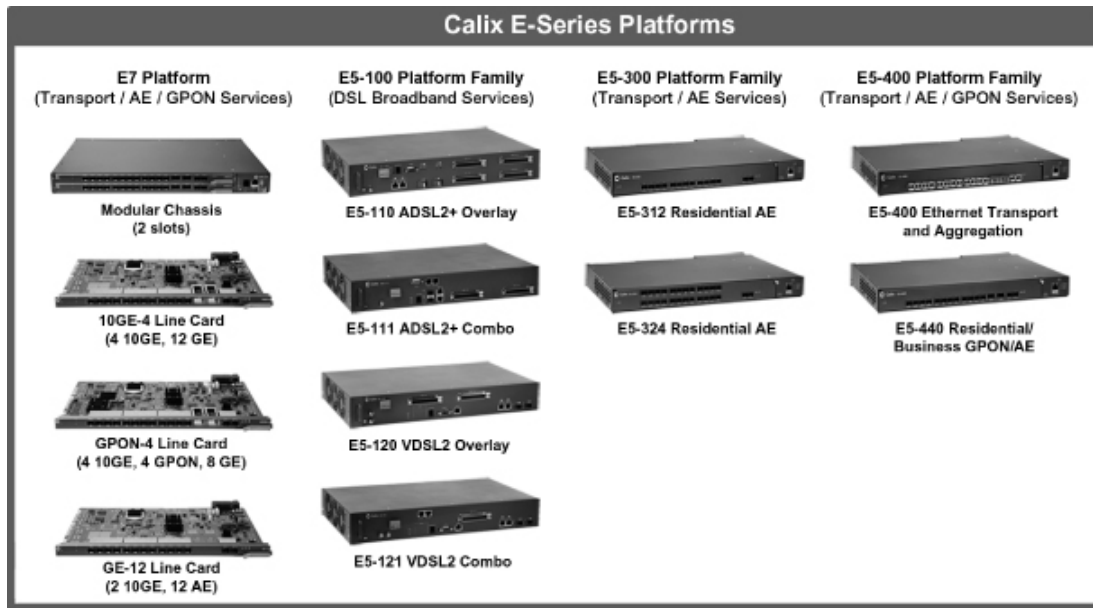 Calix E-Series Platforms
E7 Platform
(Transport / AE / GPON Services)
Modular Chassis
(2 slots)
10GE-4 Line Card
(4 10GE, 12 GE)
GPON-4 Line Card
(4 10GE, 4 GPON, 8 GE)
GE-12 Line Card
(2 10GE, 12 AE)
E5-100 Platform Family
(DSL Broadband Services)
E5-110 ADSL2+ Overlay
E5-111 ADSL2+ Combo
E5-120 VDSL2 Overlay
E5-121 VDSL2 Combo
E5-300 Platform Family
(Transport / AE Services)
E5-312 Residential AE
E5-324 Residential AE
E5-400 Platform Family
(Transport / AE / GPON Services)
E5-400 Ethernet Transport
and Aggregation
E5-440 Residential/
Business GPON/AE